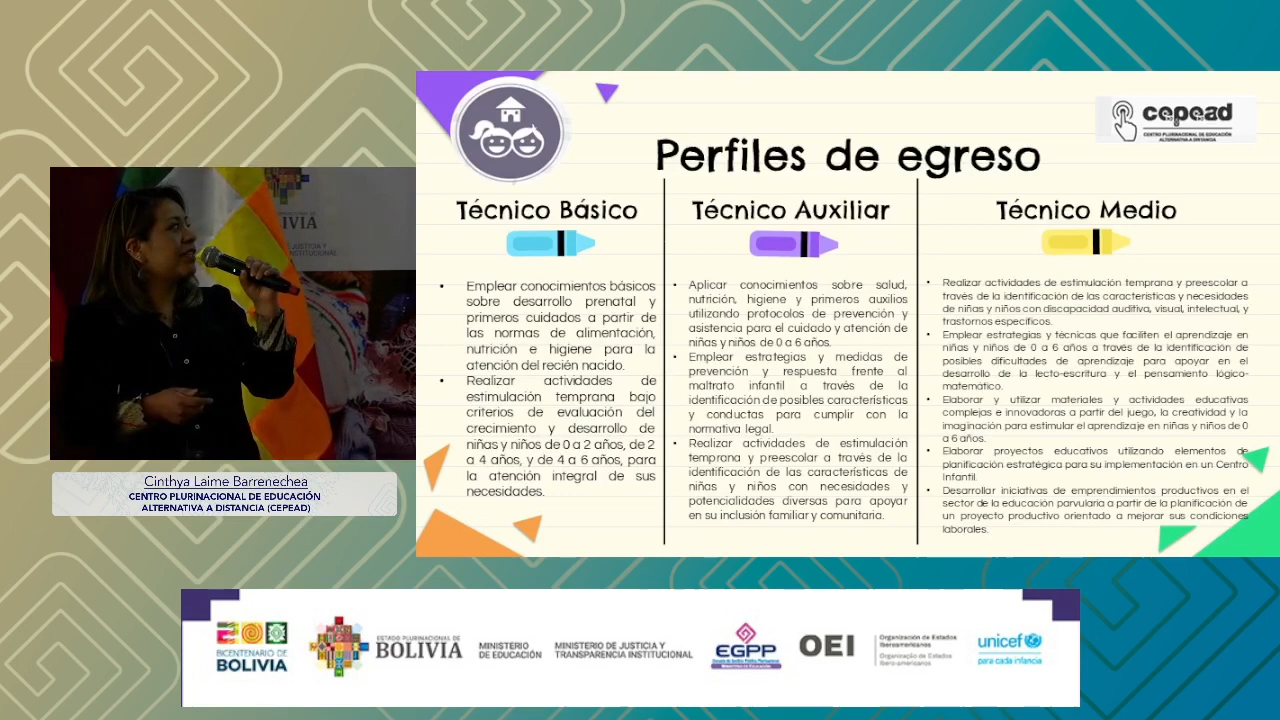 cepead
CENTRO PLURINACIONAL DE EDUCACIÓN
ALTERNATIVA A DISTANCIA
Perfiles de egreso
Técnico Básico
• Emplear conocimientos básicos
sobre desarrollo prenatal y
primeros cuidados a partir de
las normas de alimentación,
nutrición e higiene para la
atención del recién nacido.
• Realizar actividades de
estimulación temprana bajo
criterios de evaluación del
crecimiento y desarrollo de
niñas y niños de 0 a 2 años, de 2
a 4 años, y de 4 a 6 años, para
la atención integral de sus
necesidades.
Técnico Auxiliar
• Aplicar conocimientos sobre salud,
nutrición, higiene y primeros auxilios
utilizando protocolos de prevención y
asistencia para el cuidado y atención de
niñas y niños de 0 a 6 años.
• Emplear estrategias y medidas de
prevención y respuesta frente al
maltrato infantil a través de la
identificación de posibles características
y conductas para cumplir con la
normativa legal.
• Realizar actividades de estimulación
temprana y preescolar a través de la
identificación de las características de
niñas y niños con necesidades y
potencialidades diversas para apoyar
en su inclusión familiar y comunitaria.
Técnico Medio
• Realizar actividades de estimulación temprana y preescolar a
través de la identificación de las características y necesidades
de niñas y niños con discapacidad auditiva, visual, intelectual, y
trastornos específicos.
• Emplear estrategias y técnicas que faciliten el aprendizaje en
niñas y niños de 0 a 6 años a través de la identificación de
posibles dificultades de aprendizaje para apoyar en el
desarrollo de la lecto-escritura y el pensamiento lógico-
matemático.
• Elaborar y utilizar materiales y actividades educativas
complejas e innovadoras a partir del juego, la creatividad y la
imaginación para estimular el aprendizaje en niñas y niños de 0
a 6 años.
• Elaborar proyectos educativos utilizando elementos de
planificación estratégica para su implementación en un Centro
Infantil.
• Desarrollar iniciativas de emprendimientos productivos en el
sector de la educación parvularia a partir de la planificación de
un proyecto productivo orientado a mejorar sus condiciones
laborales.
Cinthya Laime Barrenechea
CENTRO PLURINACIONAL DE EDUCACIÓN
ALTERNATIVA A DISTANCIA (CEPEAD)
BICENTENARIO DE
BOLIVIA
ESTADO PLURINACIONAL DE
BOLIVIA
MINISTERIO
DE EDUCACIÓN
MINISTERIO DE JUSTICIA Y
TRANSPARENCIA INSTITUCIONAL
EGPP
OEI
Organización de Estados
Iberoamericanos
Organização de Estados
Ibero-americanos
unicef
para cada infancia